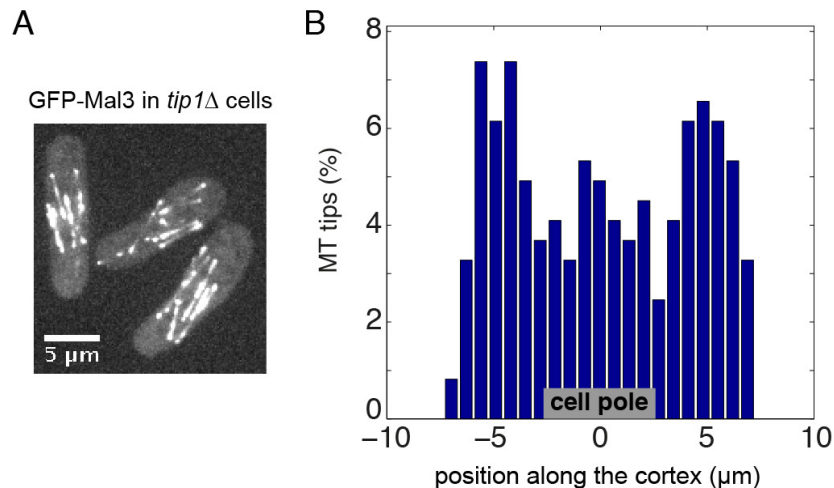 A
GFP-Mal3 in tip1Δ cells
5 µm
B
MT tips (%)
8
6
4
2
0
cell pole
−10 −5 0 5 10
position along the cortex (µm)